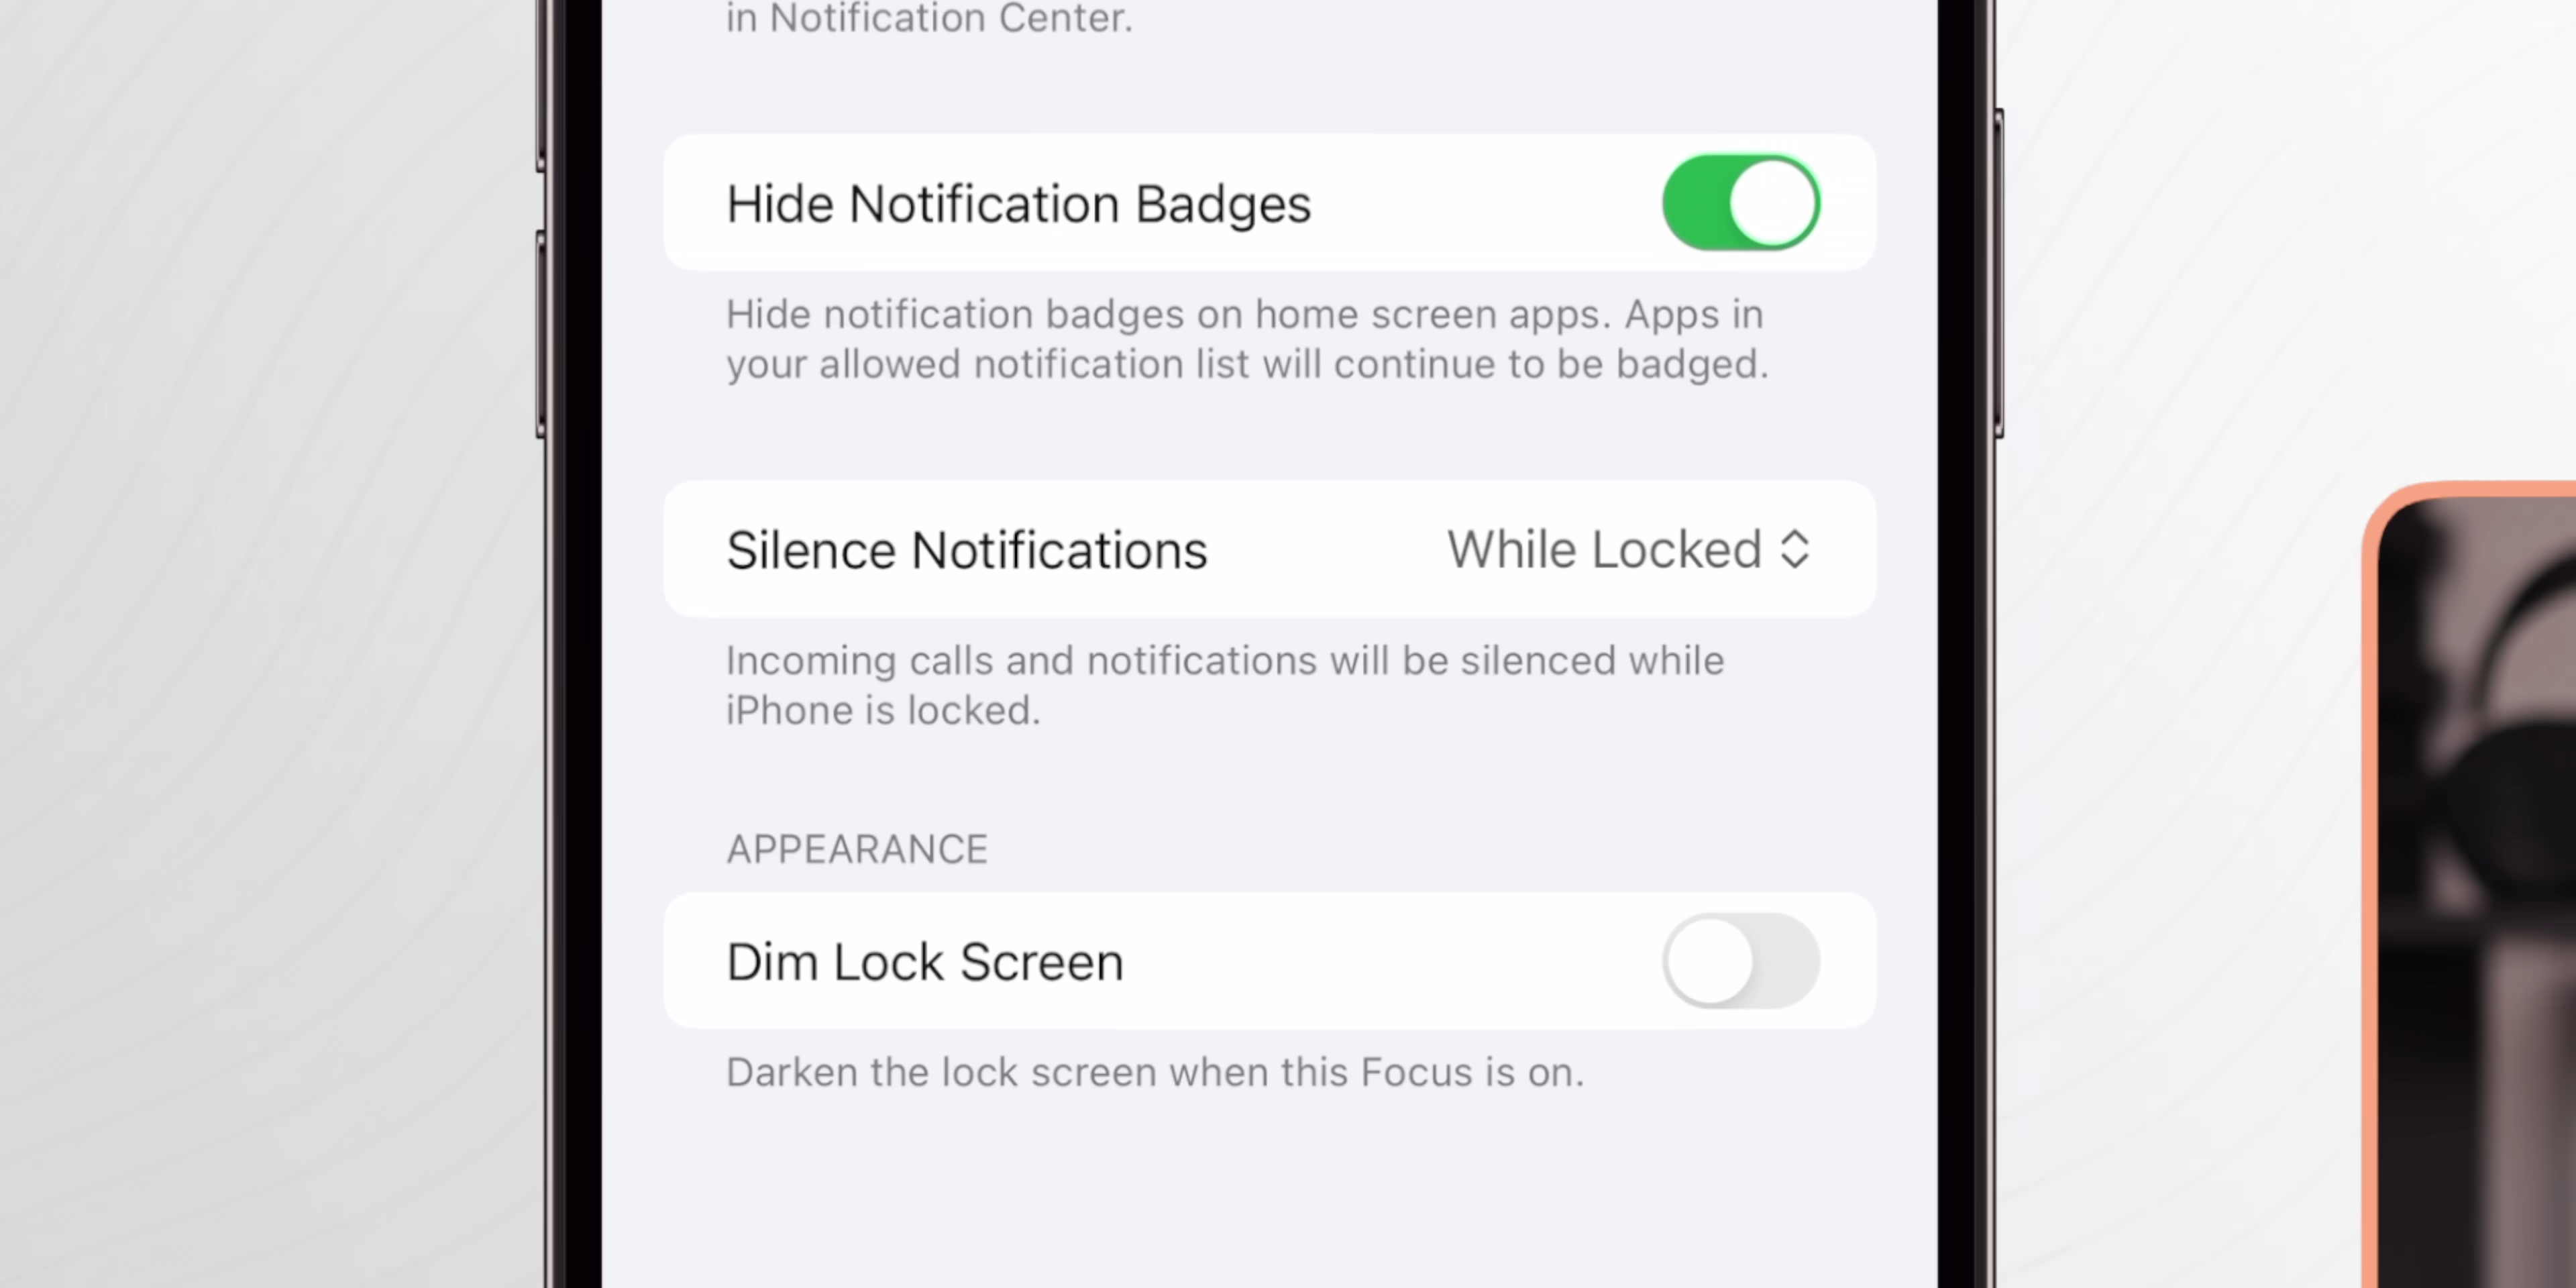 in Notification Center.
Hide Notification Badges
Hide notification badges on home screen apps. Apps in
your allowed notification list will continue to be badged.
Silence Notifications
While Locked
Incoming calls and notifications will be silenced while
iPhone is locked.
APPEARANCE
Dim Lock Screen
Darken the lock screen when this Focus is on.